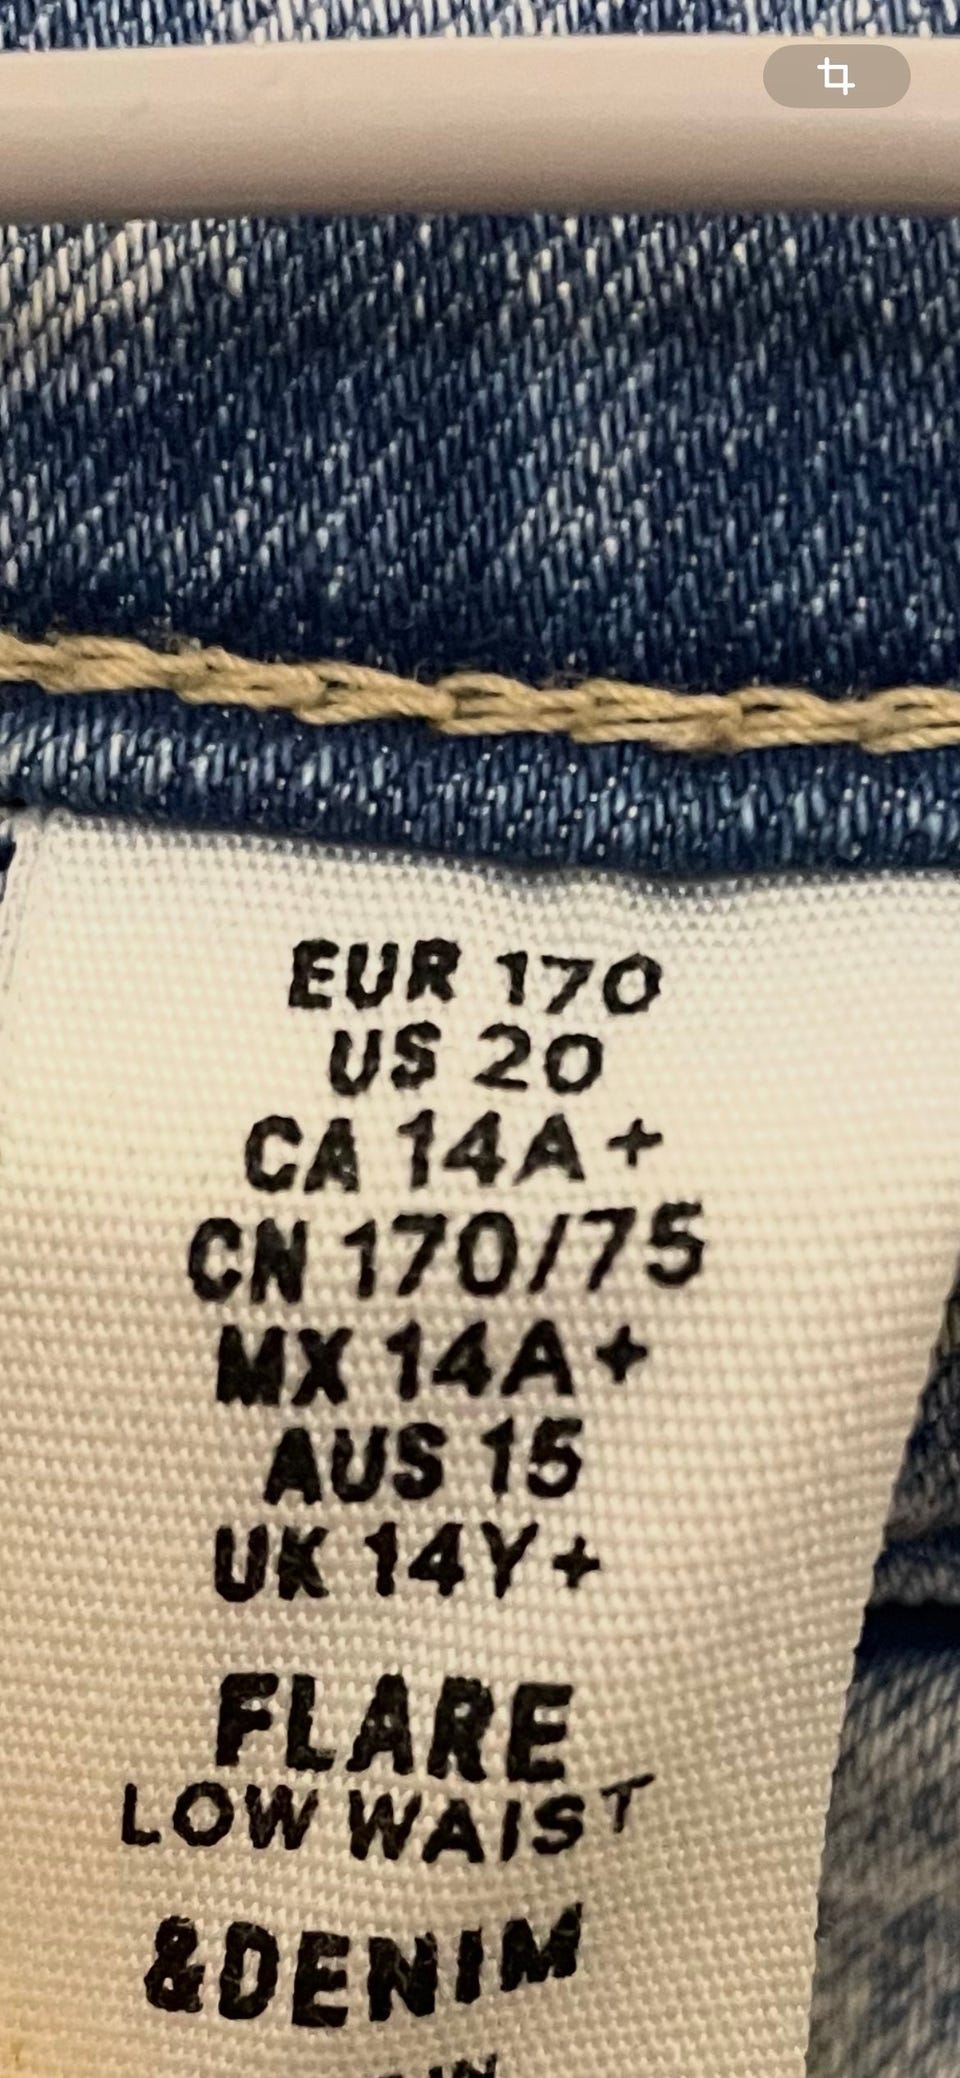 EUR 170
US 20
CA 14A+
CN 170/75
MX 14A+
AUS 15
UK 14Y+
FLARE
LOW WAIST
&DENIM